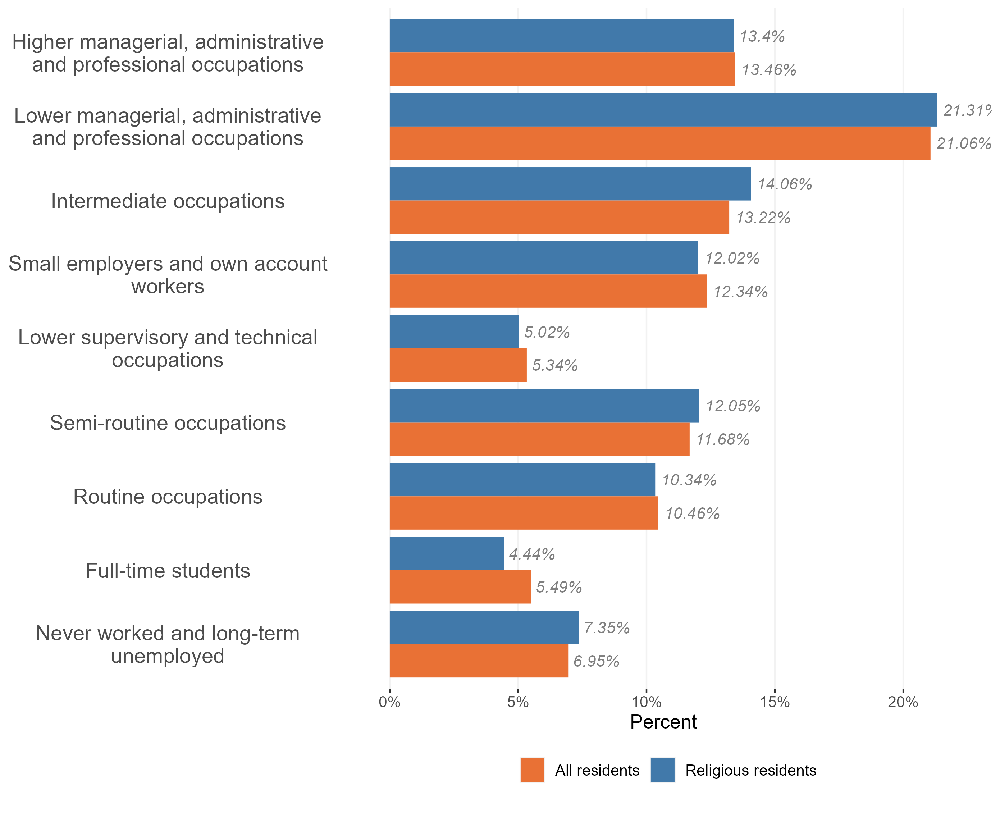 Higher managerial, administrative
and professional occupations
13.4%
13.46%
Lower managerial, administrative
and professional occupations
21.31%
21.06%
Intermediate occupations
14.06%
13.22%
Small employers and own account
workers
12.02%
12.34%
Lower supervisory and technical
occupations
5.02%
5.34%
Semi-routine occupations
12.05%
11.68%
Routine occupations
10.34%
10.46%
Full-time students
4.44%
5.49%
Never worked and long-term
unemployed
7.35%
6.95%
0% 5% 10% 15% 20%
Percent
All residents Religious residents